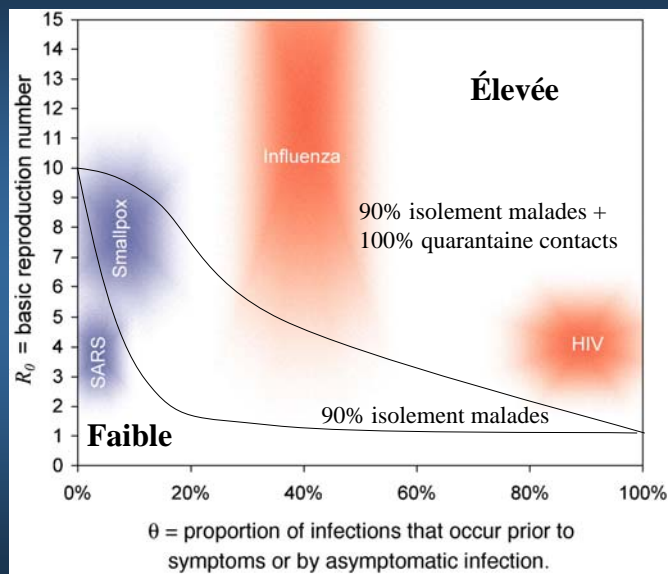 R₀ = basic reproduction number
15
14
13
12
11
10
9
8
7
6
5
4
3
2
1
0
Élevée
Influenza
Smallpox
90% isolement malades +
100% quarantaine contacts
SARS
HIV
90% isolement malades
Faible
0%
20%
40%
60%
80%
100%
θ = proportion of infections that occur prior to
symptoms or by asymptomatic infection.